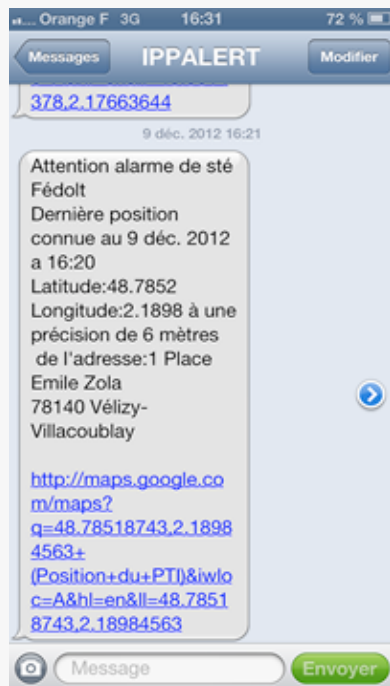 Orange F 3G 16:31 72 %
Messages IPPALERT Modifier
378,2.17663644
9 déc. 2012 16:21
Attention alarme de sté
Fédolt
Dernière position
connue au 9 déc. 2012
a 16:20
Latitude:48.7852
Longitude:2.1898 à une
précision de 6 mètres
de l'adresse:1 Place
Emile Zola
78140 Vélizy-
Villacoublay
http://maps.google.co
m/maps?
q=48.78518743,2.1898
4563+
(Position+du+PTI)&iwlo
c=A&hl=en&ll=48.7851
8743,2.18984563
Message
Envoyer